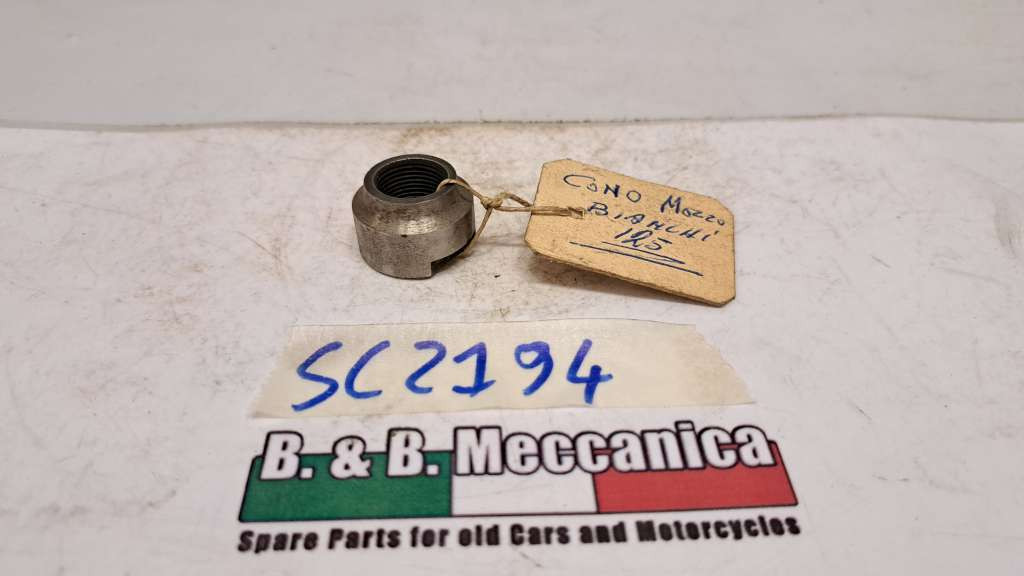 CONO MOZZO
BIANCHI
125
SC2194
B. & B. Meccanica
Spare Parts for old Cars and Motorcycles